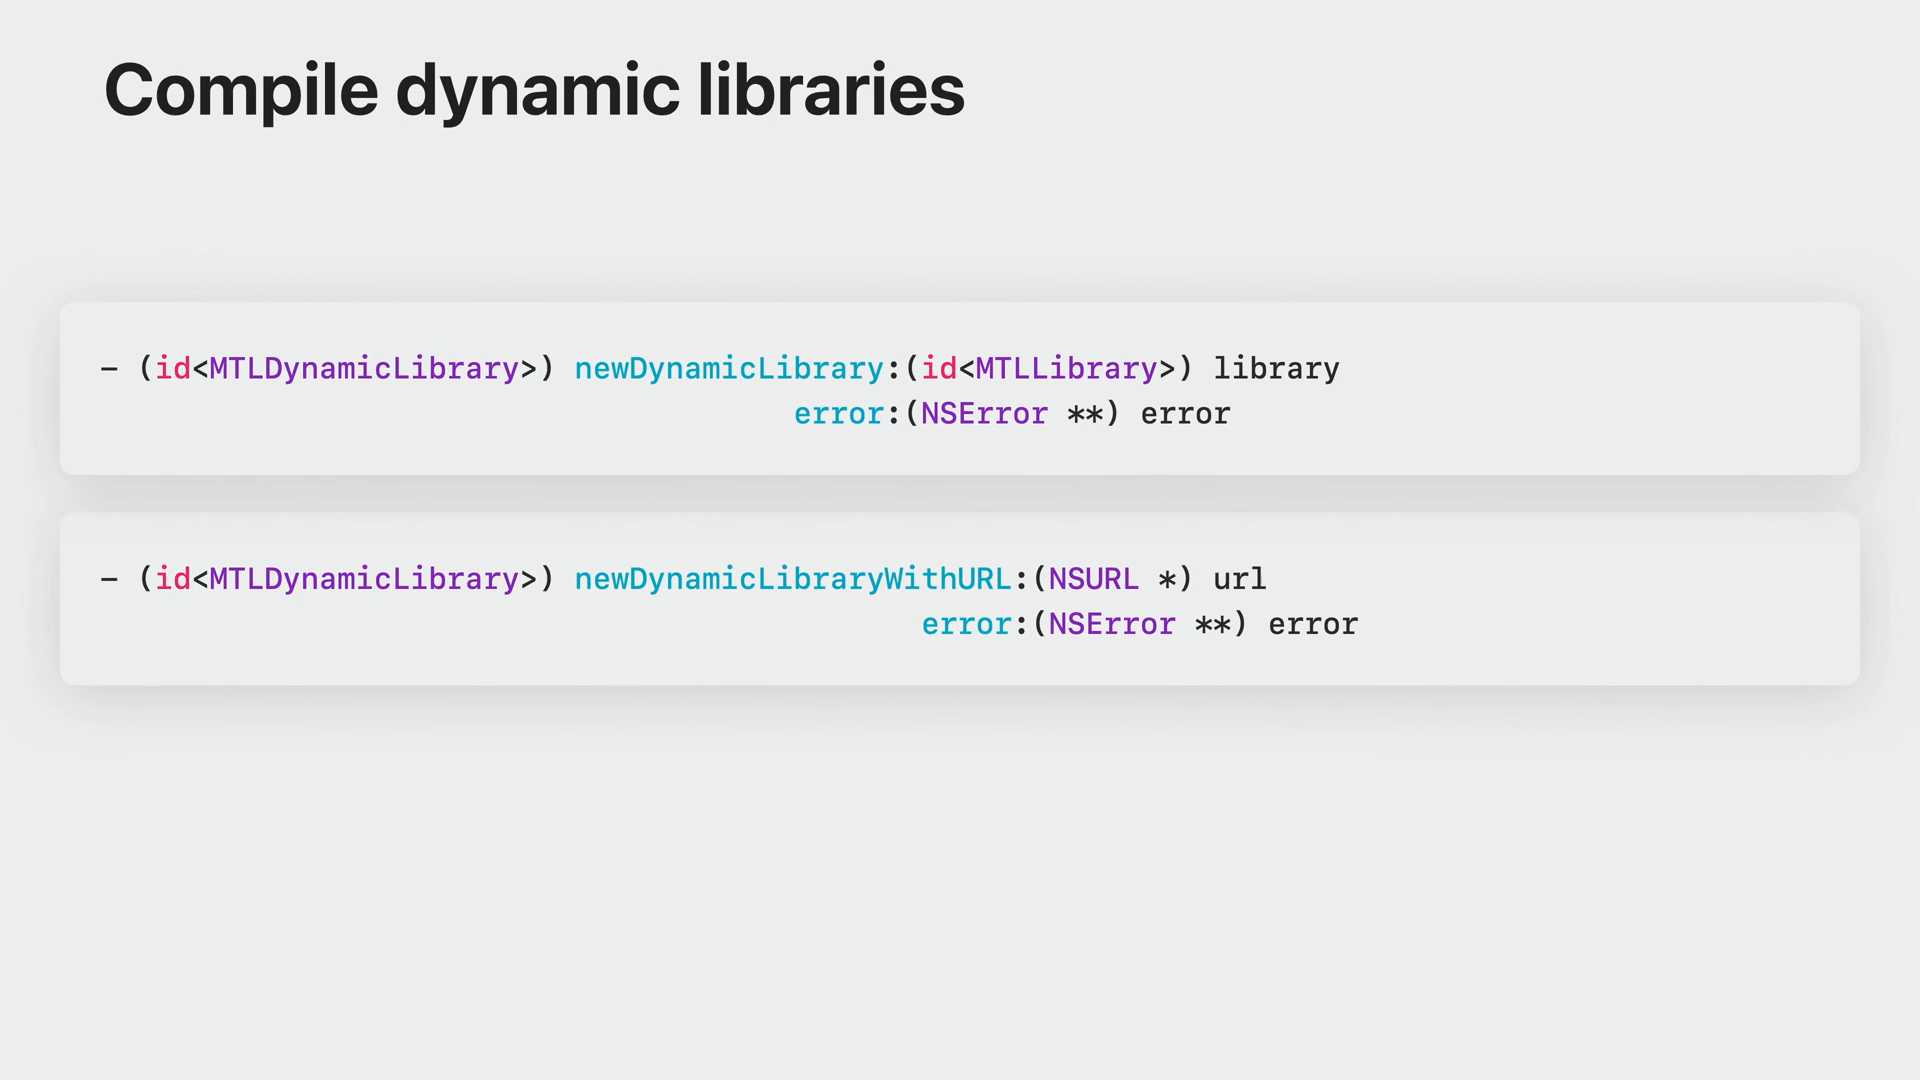 Compile dynamic libraries
- (id<MTLDynamicLibrary>) newDynamicLibrary:(id<MTLLibrary>) library
error:(NSError **) error
- (id<MTLDynamicLibrary>) newDynamicLibraryWithURL:(NSURL *) url
error:(NSError **) error